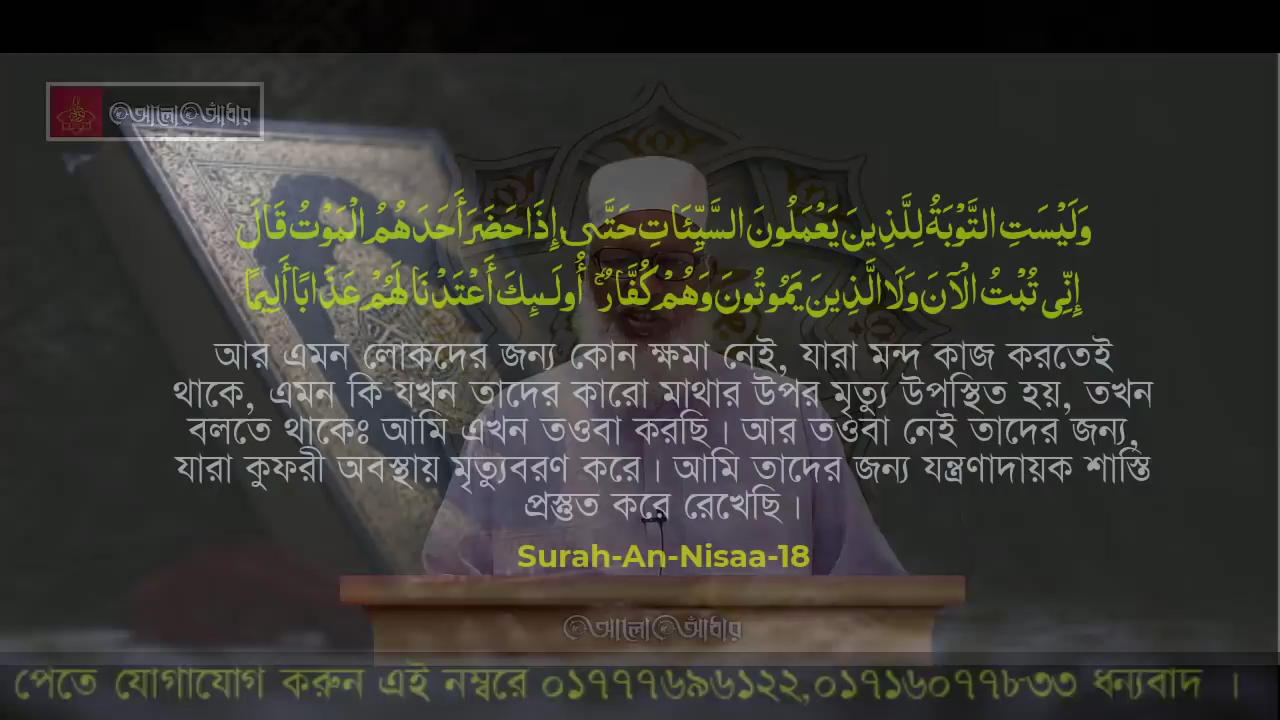 আলো আঁধার
وَلَيْسَتِ التَّوْبَةُ لِلَّذِينَ يَعْمَلُونَ السَّيِّئَاتِ حَتَّى إِذَا حَضَرَ أَحَدَهُمُ الْمَوْتُ قَالَ
إِنِّي تُبْتُ الْآنَ وَلَا الَّذِينَ يَمُوتُونَ وَهُمْ كُفَّارٌ ۚ أُولَـٰئِكَ أَعْتَدْنَا لَهُمْ عَذَابًا أَلِيمًا
আর এমন লোকদের জন্য কোন ক্ষমা নেই, যারা মন্দ কাজ করতেই
থাকে, এমন কি যখন তাদের কারো মাথার উপর মৃত্যু উপস্থিত হয়, তখন
বলতে থাকেঃ আমি এখন তওবা করছি। আর তওবা নেই তাদের জন্য,
যারা কুফরী অবস্থায় মৃত্যুবরণ করে। আমি তাদের জন্য যন্ত্রণাদায়ক শাস্তি
প্রস্তুত করে রেখেছি।
Surah-An-Nisaa-18
আলো আঁধার
পেতে যোগাযোগ করুন এই নম্বরে ০১৭৭৭৬৯৬১২২,০১৭১৬০৭৭৮৩৩ ধন্যবাদ ।